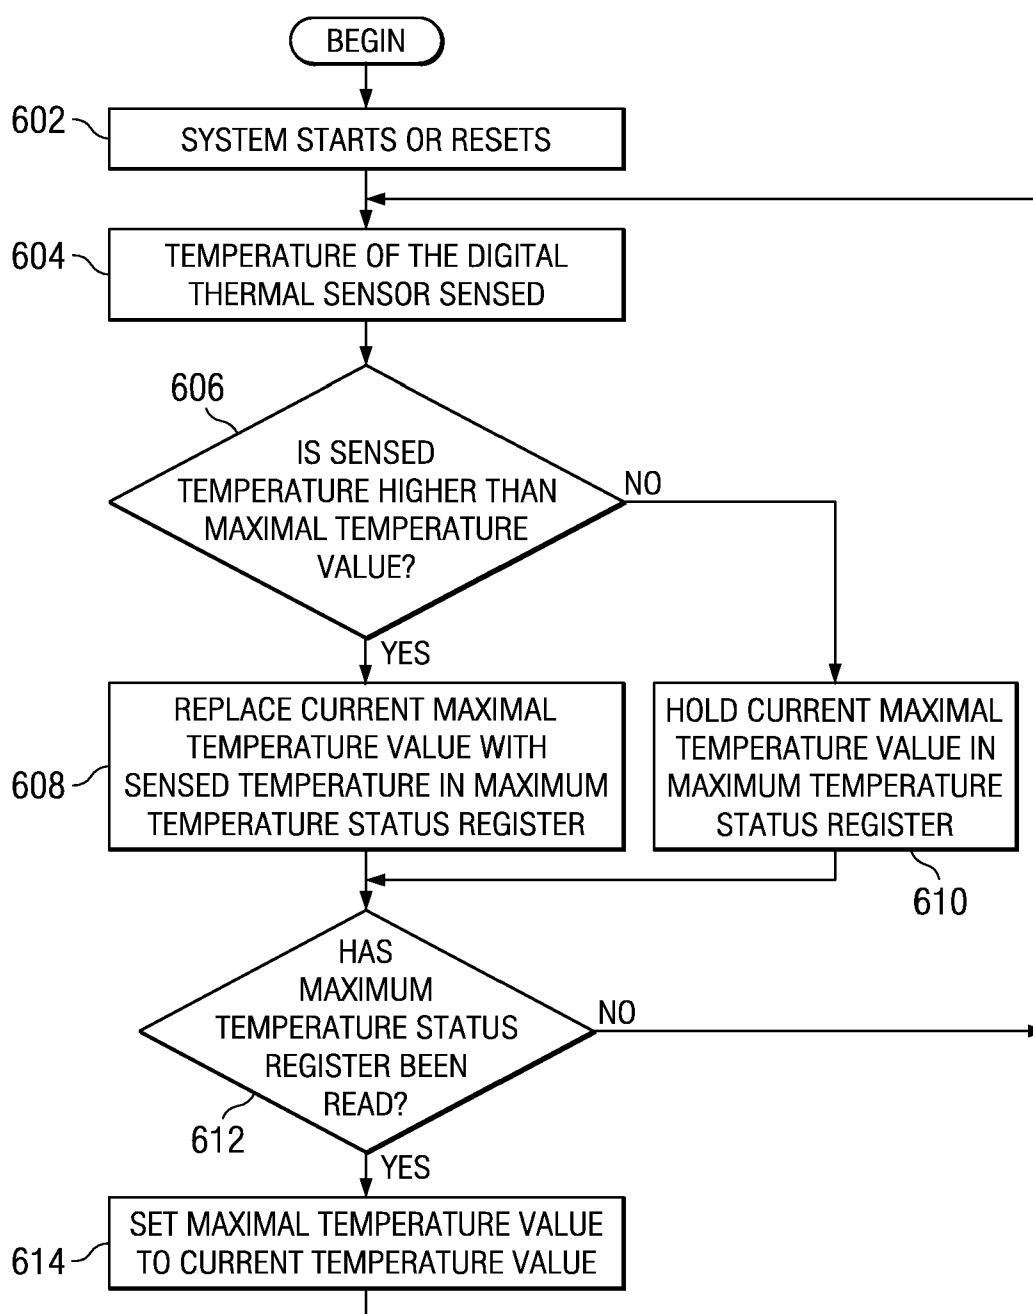 BEGIN
602
SYSTEM STARTS OR RESETS
604
TEMPERATURE OF THE DIGITAL
THERMAL SENSOR SENSED
606
IS SENSED
TEMPERATURE HIGHER THAN
MAXIMAL TEMPERATURE
VALUE?
NO
YES
608
REPLACE CURRENT MAXIMAL
TEMPERATURE VALUE WITH
SENSED TEMPERATURE IN MAXIMUM
TEMPERATURE STATUS REGISTER
HOLD CURRENT MAXIMAL
TEMPERATURE VALUE IN
MAXIMUM TEMPERATURE
STATUS REGISTER
610
HAS
MAXIMUM
TEMPERATURE STATUS
REGISTER BEEN
READ?
NO
612
YES
614
SET MAXIMAL TEMPERATURE VALUE
TO CURRENT TEMPERATURE VALUE